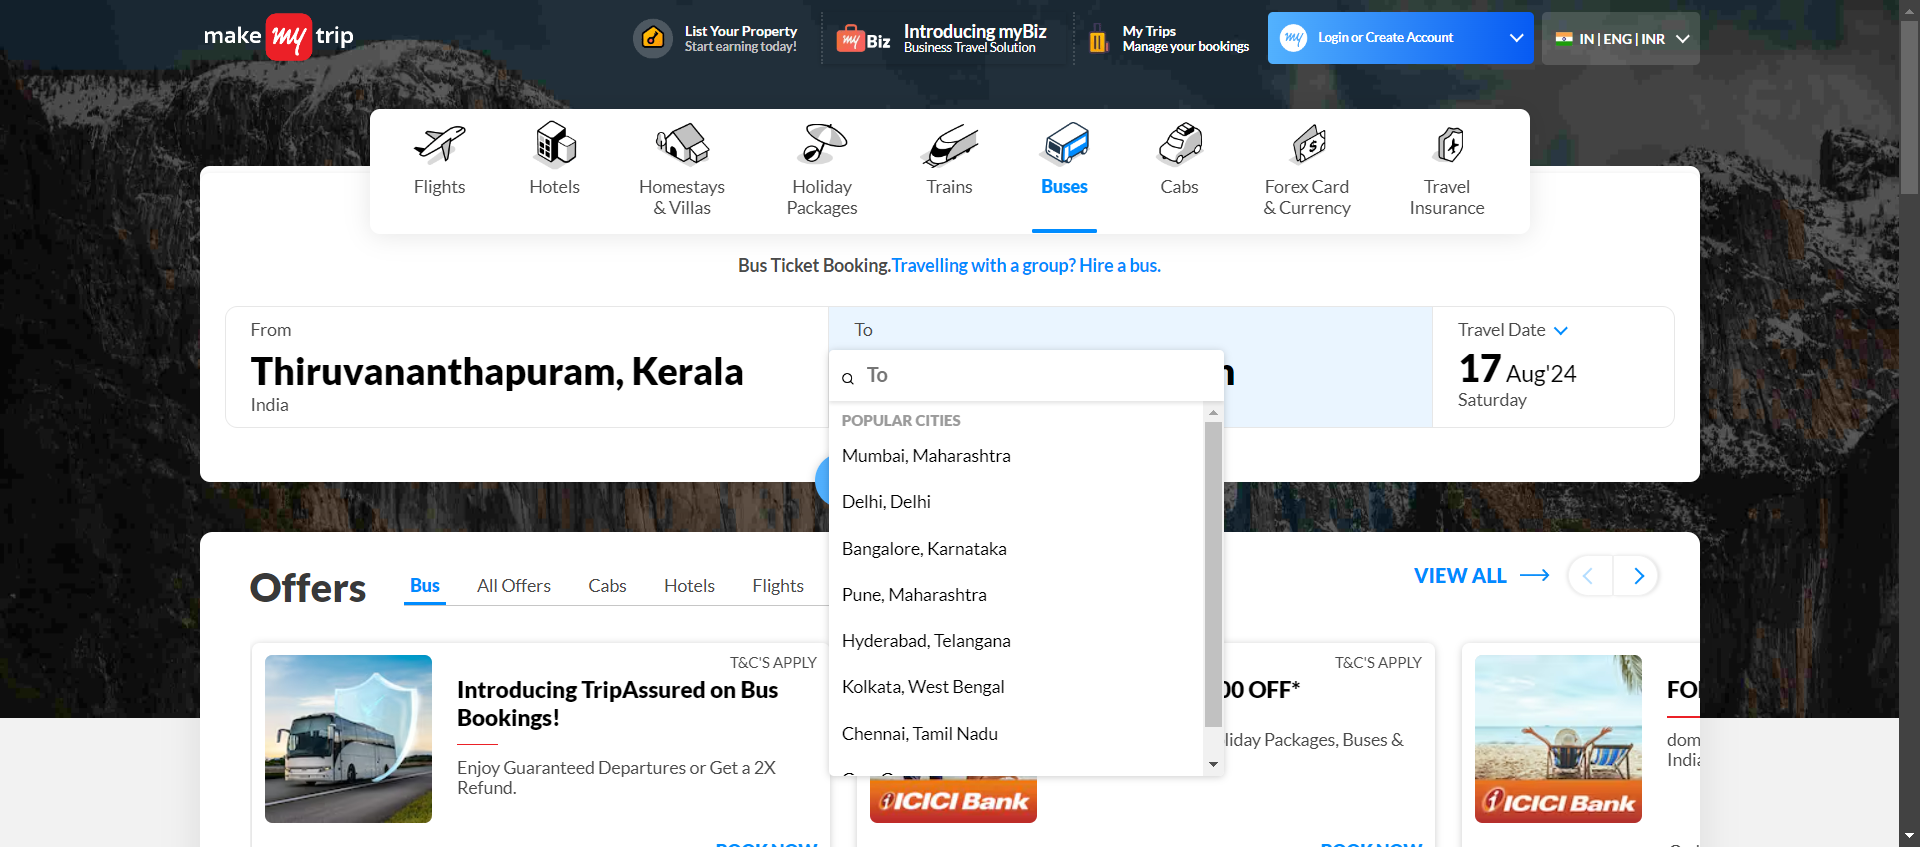 make my trip
List Your Property
Start earning today!
my Biz
Introducing myBiz
Business Travel Solution
My Trips
Manage your bookings
my
Login or Create Account
IN | ENG | INR
Flights
Hotels
Homestays
& Villas
Holiday
Packages
Trains
Buses
Cabs
Forex Card
& Currency
Travel
Insurance
Bus Ticket Booking.Travelling with a group? Hire a bus.
From
Thiruvananthapuram, Kerala
India
To
To
POPULAR CITIES
Mumbai, Maharashtra
Delhi, Delhi
Bangalore, Karnataka
Pune, Maharashtra
Hyderabad, Telangana
Kolkata, West Bengal
Chennai, Tamil Nadu
Travel Date
17 Aug'24
Saturday
Offers
Bus
All Offers
Cabs
Hotels
Flights
VIEW ALL
T&C'S APPLY
Introducing TripAssured on Bus
Bookings!
Enjoy Guaranteed Departures or Get a 2X
Refund.
BOOK NOW
T&C'S APPLY
00 OFF*
liday Packages, Buses &
ICICI Bank
BOOK NOW
ICICI Bank
FO
dom
India